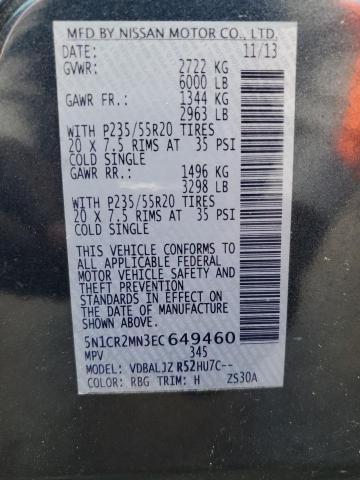 MFD BY NISSAN MOTOR CO., LTD.
DATE: 11/13
GVWR: 2722 KG
6000 LB
GAWR FR.: 1344 KG
2963 LB
WITH P235/55R20 TIRES
20 X 7.5 RIMS AT 35 PSI
COLD SINGLE
GAWR RR.: 1496 KG
3298 LB
WITH P235/55R20 TIRES
20 X 7.5 RIMS AT 35 PSI
COLD SINGLE
THIS VEHICLE CONFORMS TO
ALL APPLICABLE FEDERAL
MOTOR VEHICLE SAFETY AND
THEFT PREVENTION
STANDARDS IN EFFECT ON
THE DATE OF MANUFACTURE
SHOWN ABOVE.
5N1CR2MN3EC649460
MPV 345
MODEL: VDBALJZ R52HU7C--
COLOR: RBG TRIM: H ZS30A